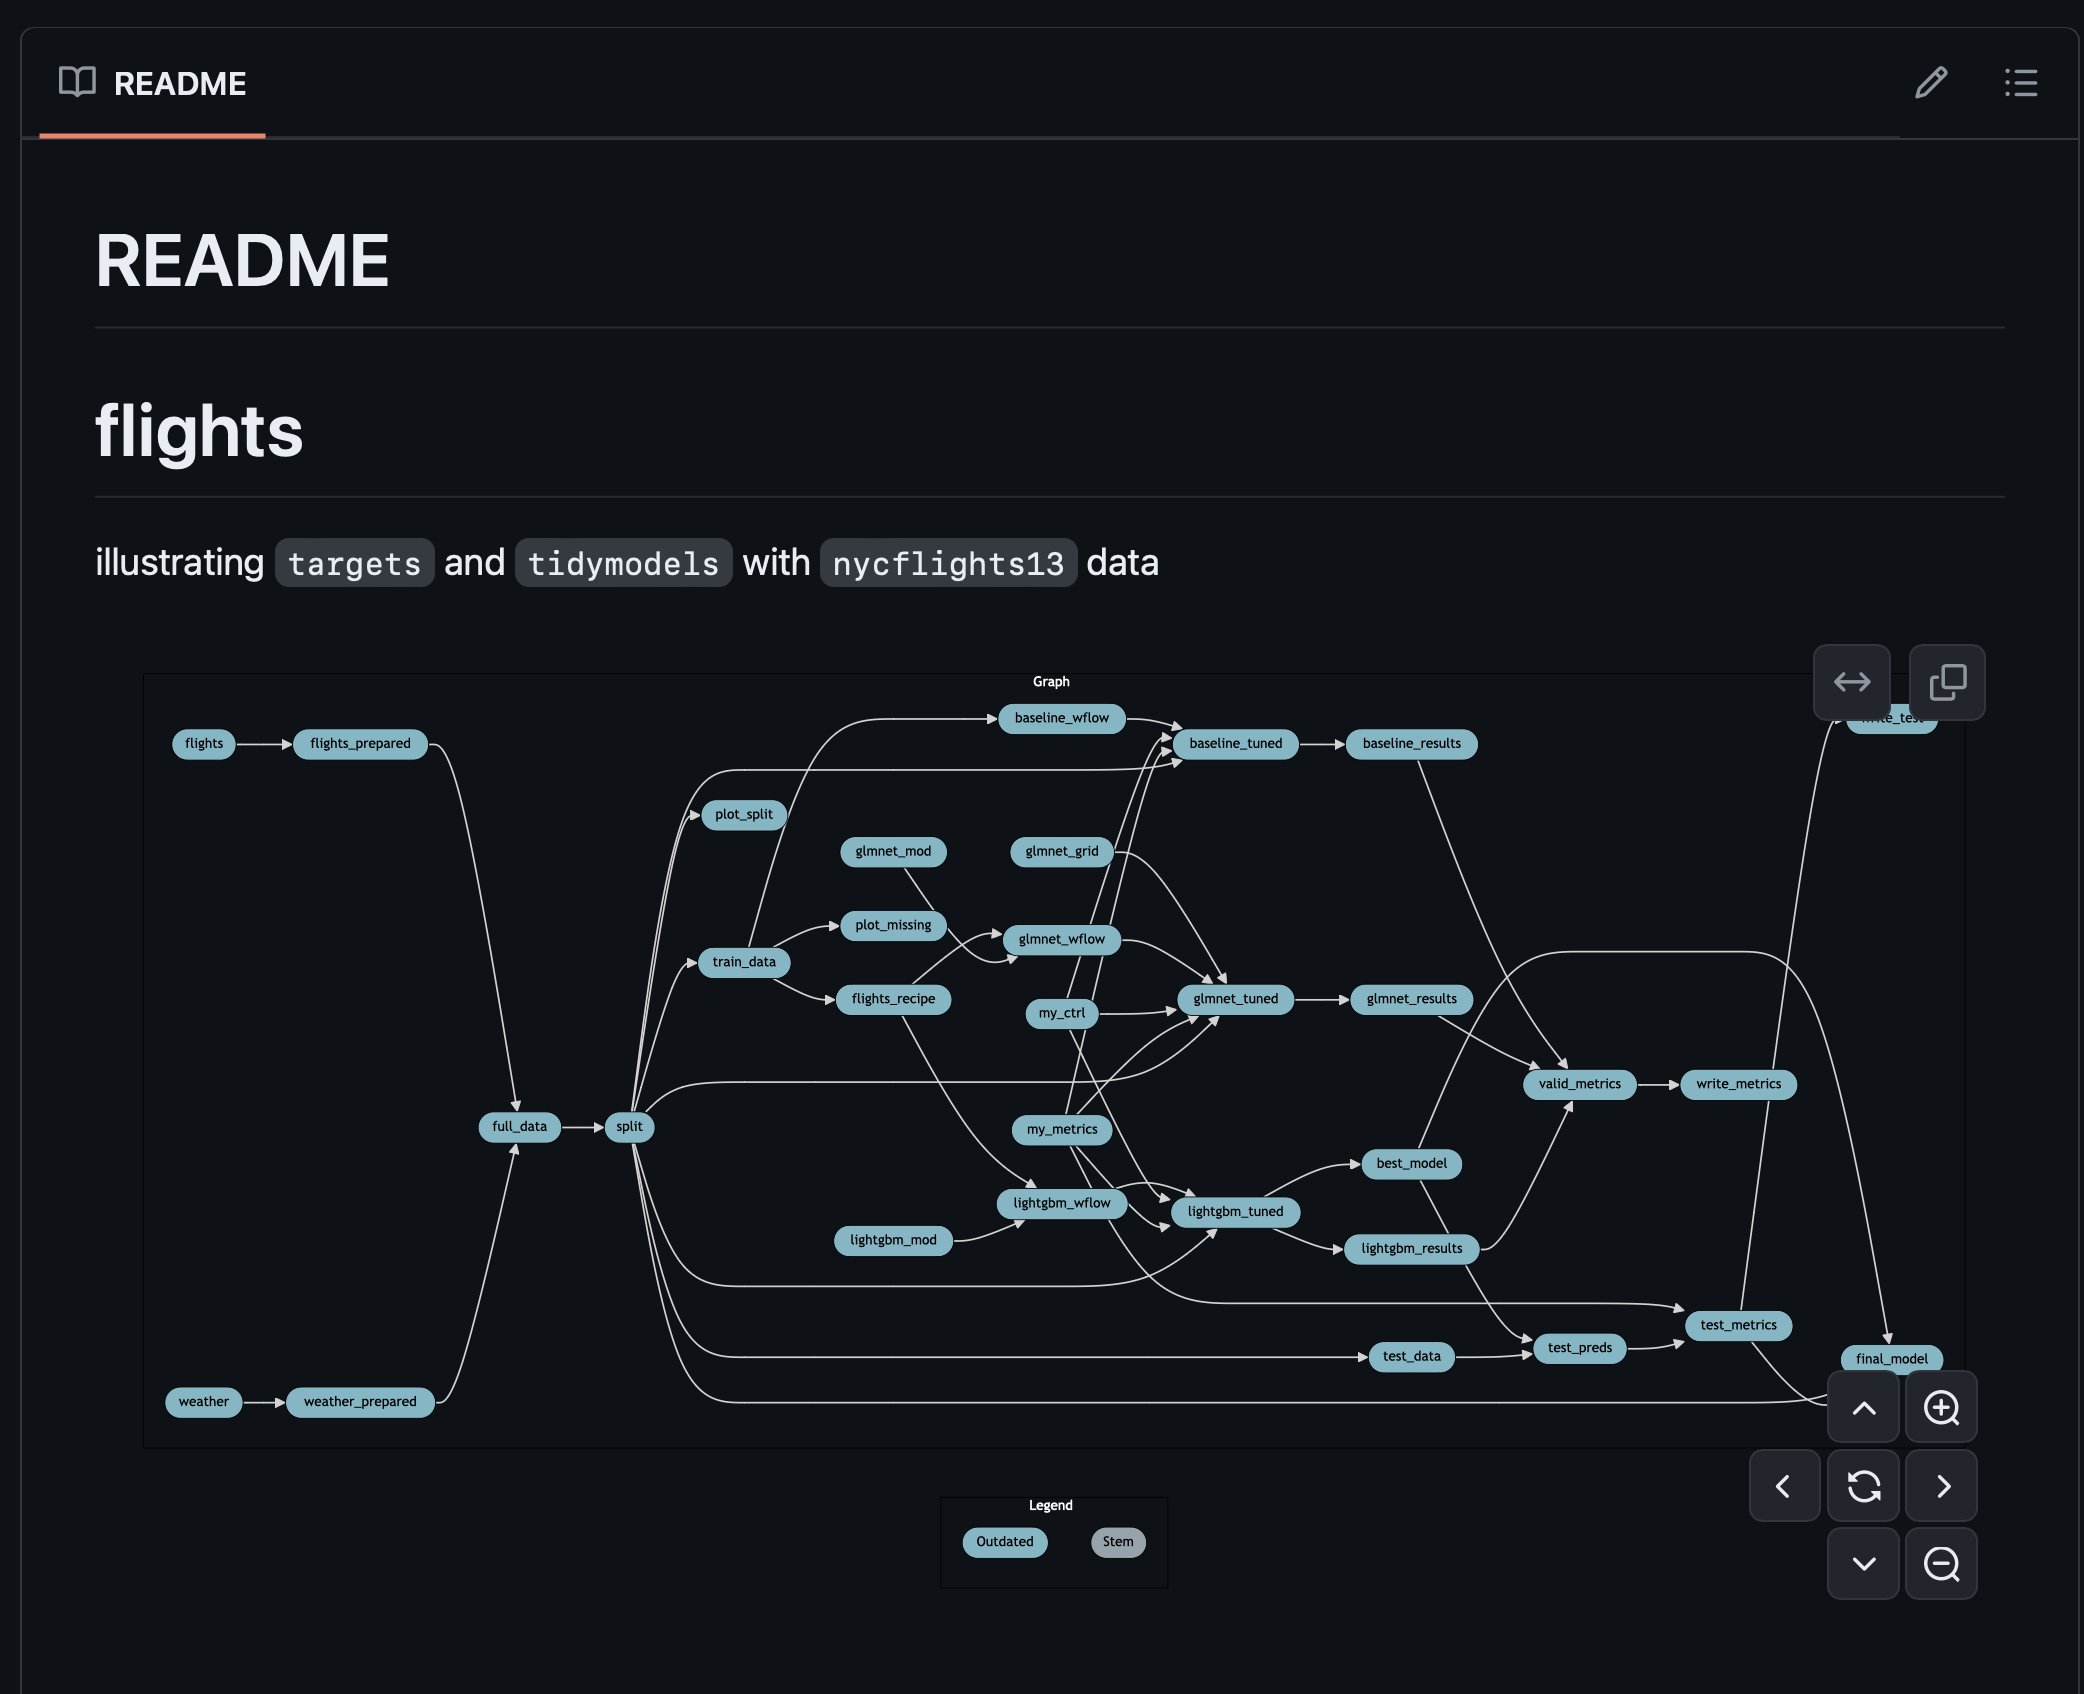 README
README
flights
illustrating targets and tidymodels with nycflights13 data
Graph
baseline_wflow
flights
flights_prepared
baseline_tuned
baseline_results
plot_split
glmnet_mod
glmnet_grid
plot_missing
glmnet_wflow
train_data
flights_recipe
my_ctrl
glmnet_tuned
glmnet_results
valid_metrics
write_metrics
full_data
split
my_metrics
best_model
lightgbm_wflow
lightgbm_tuned
lightgbm_mod
lightgbm_results
test_metrics
test_data
test_preds
final_model
weather
weather_prepared
Legend
Outdated
Stem